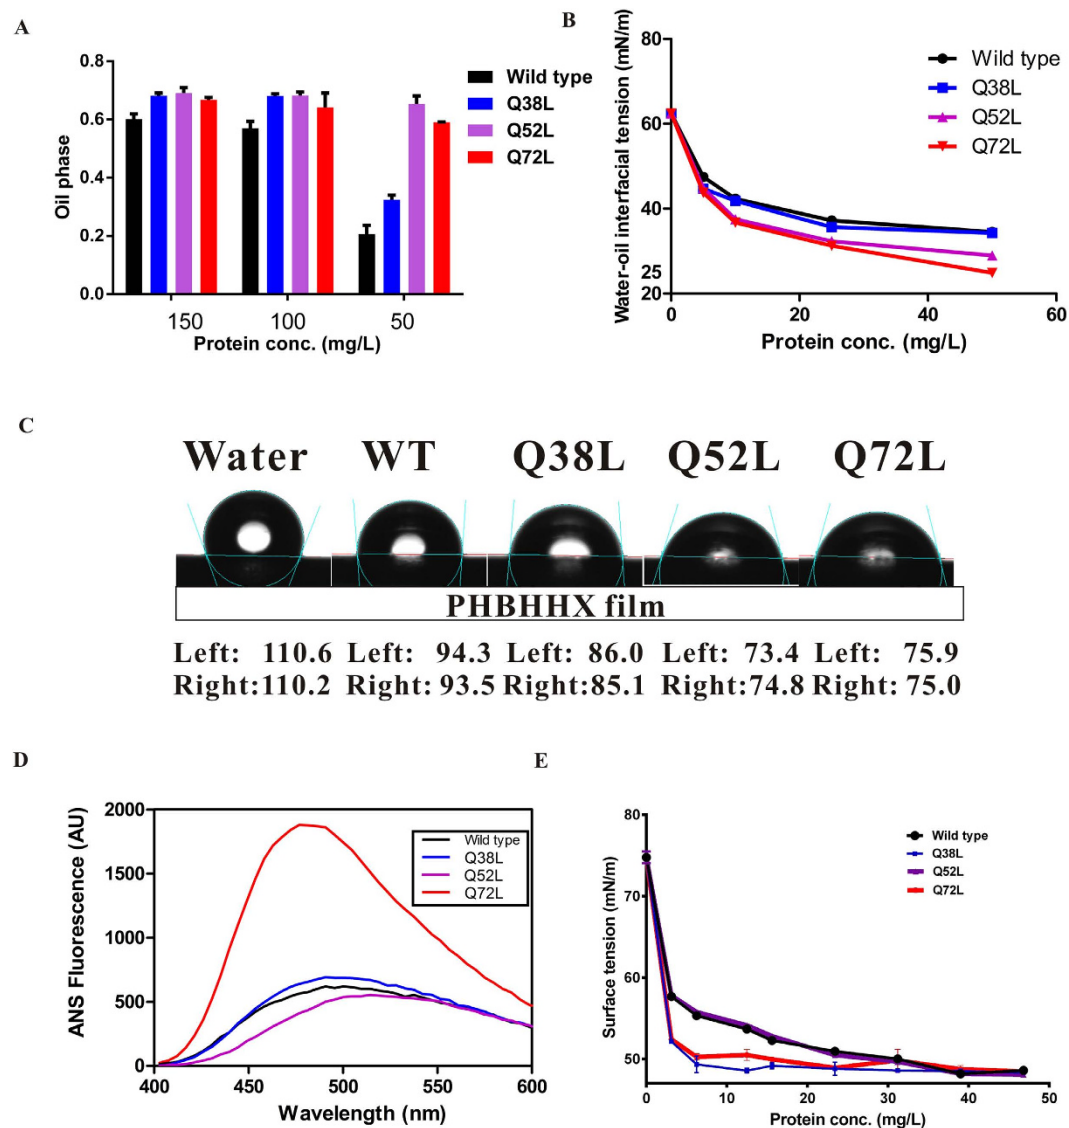 A
Oil phase
0.8
0.6
0.4
0.2
0.0
150
100
50
Protein conc. (mg/L)
Wild type
Q38L
Q52L
Q72L
B
Water-oil interfacial tension (mN/m)
80
60
40
25
20
0
20
40
60
Protein conc. (mg/L)
Wild type
Q38L
Q52L
Q72L
C
Water WT Q38L Q52L Q72L
PHBHHX film
Left: 110.6 Left: 94.3 Left: 86.0 Left: 73.4 Left: 75.9
Right:110.2 Right: 93.5 Right:85.1 Right:74.8 Right: 75.0
D
ANS Fluorescence (AU)
2000
1500
1000
500
0
400
450
500
550
600
Wavelength (nm)
Wild type
Q38L
Q52L
Q72L
E
Surface tension (mN/m)
80
70
60
50
0
10
20
30
40
50
Protein conc. (mg/L)
Wild type
Q38L
Q52L
Q72L